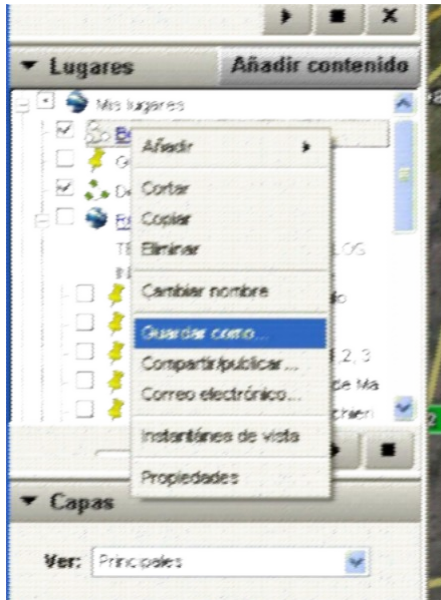 Lugares Añadir contenido
Mis lugares
Añadir
Cortar
Copiar
Eliminar
Cambiar nombre
Guardar como...
Compartir/publicar...
Correo electrónico...
Instantánea de vista
Propiedades
Capas
Ver: Principales